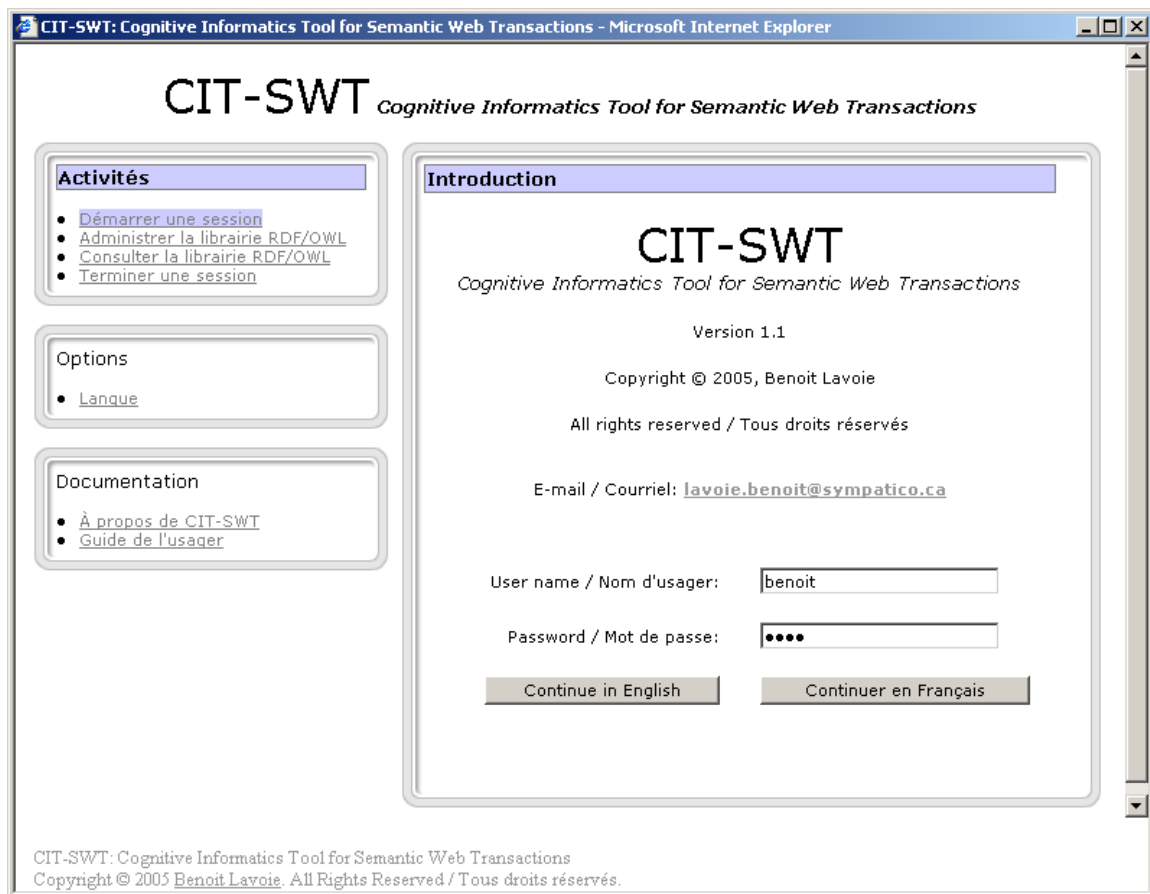 CIT-SWT: Cognitive Informatics Tool for Semantic Web Transactions - Microsoft Internet Explorer
CIT-SWT Cognitive Informatics Tool for Semantic Web Transactions
Activités
Démarrer une session
Administrer la librairie RDF/OWL
Consulter la librairie RDF/OWL
Terminer une session
Options
Langue
Documentation
À propos de CIT-SWT
Guide de l'usager
Introduction
CIT-SWT
Cognitive Informatics Tool for Semantic Web Transactions
Version 1.1
Copyright © 2005, Benoit Lavoie
All rights reserved / Tous droits réservés
E-mail / Courriel: lavoie.benoit@sympatico.ca
User name / Nom d'usager: benoit
Password / Mot de passe: ••••
Continue in English Continuer en Français
CIT-SWT: Cognitive Informatics Tool for Semantic Web Transactions
Copyright © 2005 Benoit Lavoie. All Rights Reserved / Tous droits réservés.